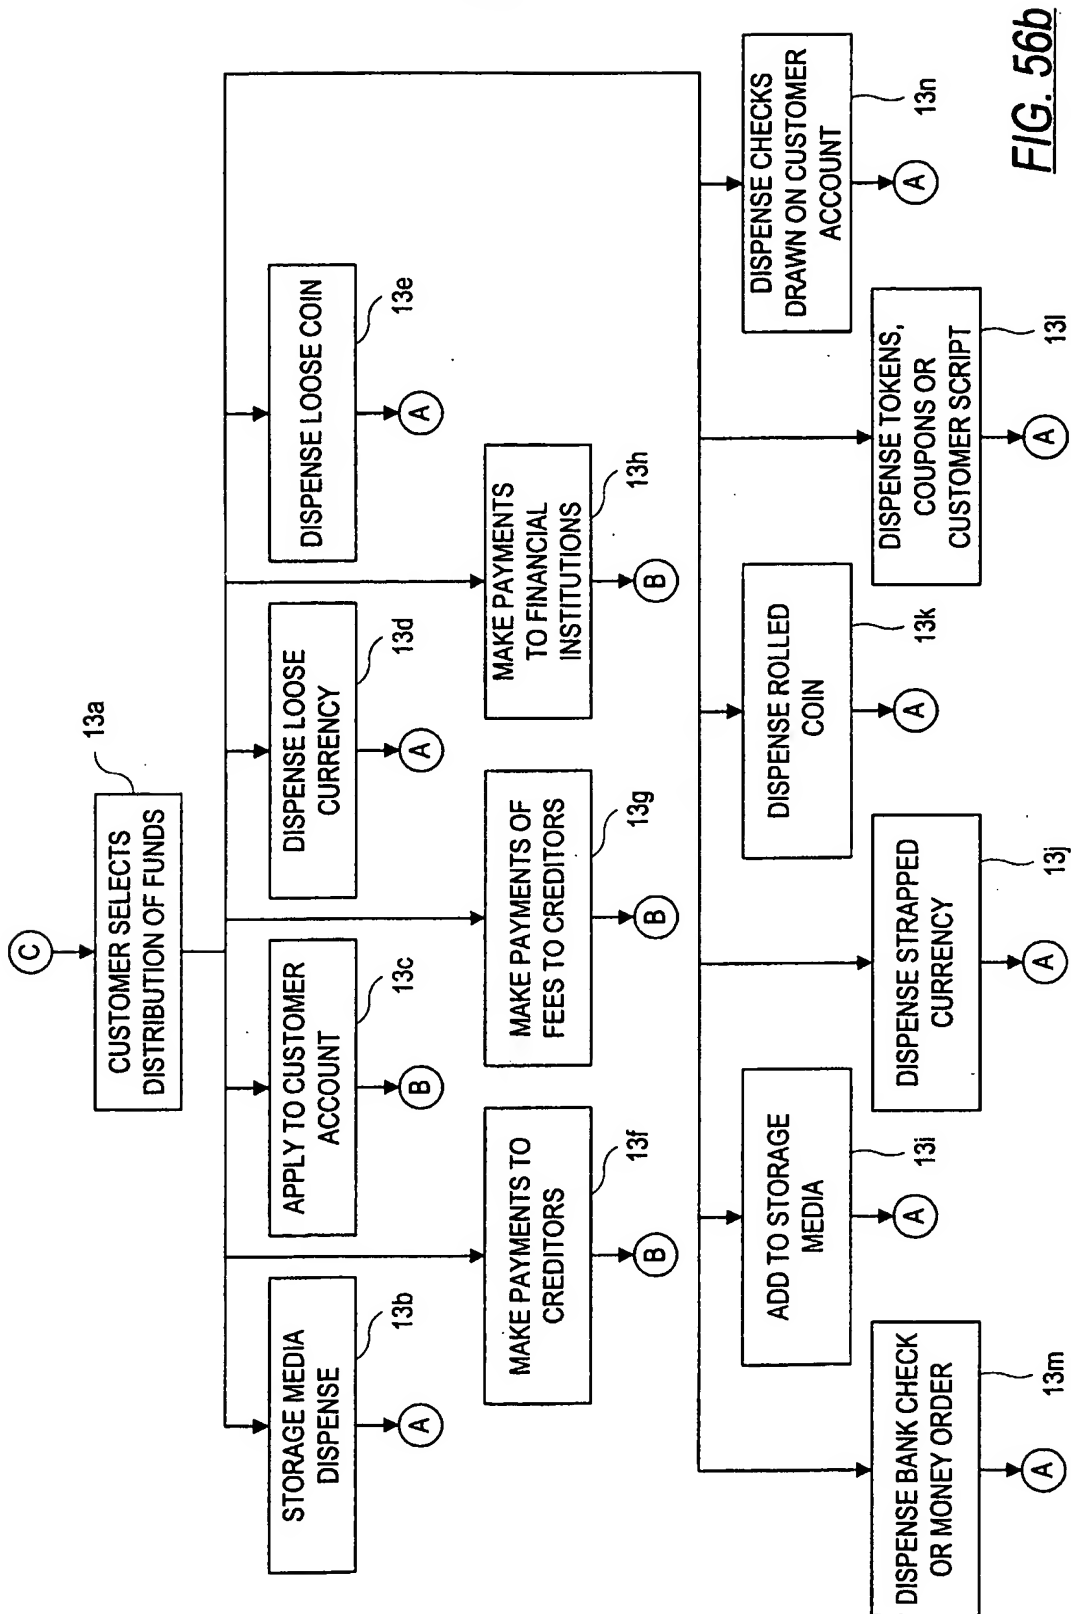 C
CUSTOMER SELECTS
DISTRIBUTION OF FUNDS
13a
STORAGE MEDIA
DISPENSE
13b
A
APPLY TO CUSTOMER
ACCOUNT
13c
B
DISPENSE LOOSE
CURRENCY
13d
A
DISPENSE LOOSE COIN
13e
A
MAKE PAYMENTS TO
CREDITORS
13f
B
MAKE PAYMENTS OF
FEES TO CREDITORS
13g
B
MAKE PAYMENTS
TO FINANCIAL
INSTITUTIONS
13h
B
ADD TO STORAGE
MEDIA
13i
A
DISPENSE ROLLED
COIN
13k
A
DISPENSE CHECKS
DRAWN ON CUSTOMER
ACCOUNT
13n
A
DISPENSE BANK CHECK
OR MONEY ORDER
13m
A
DISPENSE STRAPPED
CURRENCY
13j
A
DISPENSE TOKENS,
COUPONS OR
CUSTOMER SCRIPT
13l
A
FIG. 56b